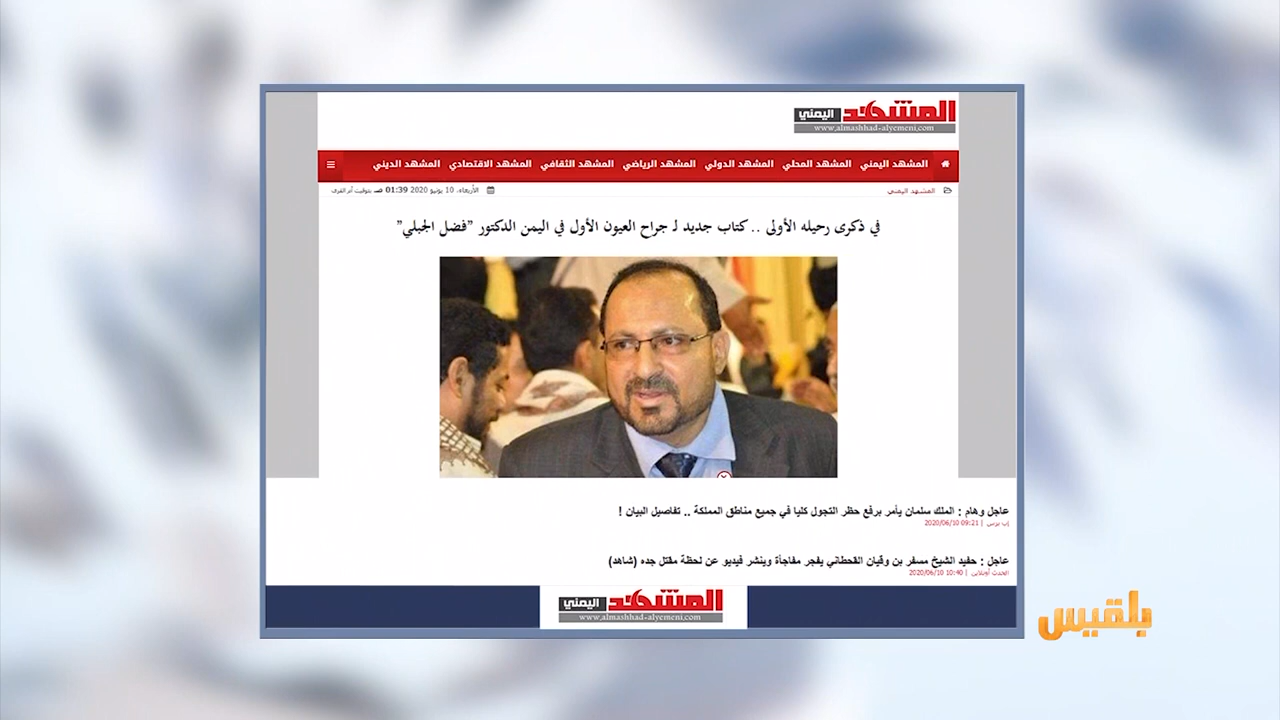 المشهد اليمني
www.almashhad-alyemeni.com
المشهد اليمني المشهد المحلي المشهد الدولي المشهد الرياضي المشهد الثقافي المشهد الاقتصادي المشهد الديني
المشهد اليمني
الأربعاء، 10 يونيو 2020 01:39 صـ بتوقيت أم القرى
في ذكرى رحيله الأولى .. كتاب جديد لـ جراح العيون الأول في اليمن الدكتور "فضل الجبلي"
عاجل وهام : الملك سلمان يأمر برفع حظر التجول كليا في جميع مناطق المملكة .. تفاصيل البيان !
إب برس | 09:21 2020/06/10
عاجل : حفيد الشيخ مسفر بن وقيان القحطاني يفجر مفاجأة وينشر فيديو عن لحظة مقتل جده (شاهد)
الحدث أونلاين | 10:40 2020/06/10
المشهد اليمني
www.almashhad-alyemeni.com
بلقيس